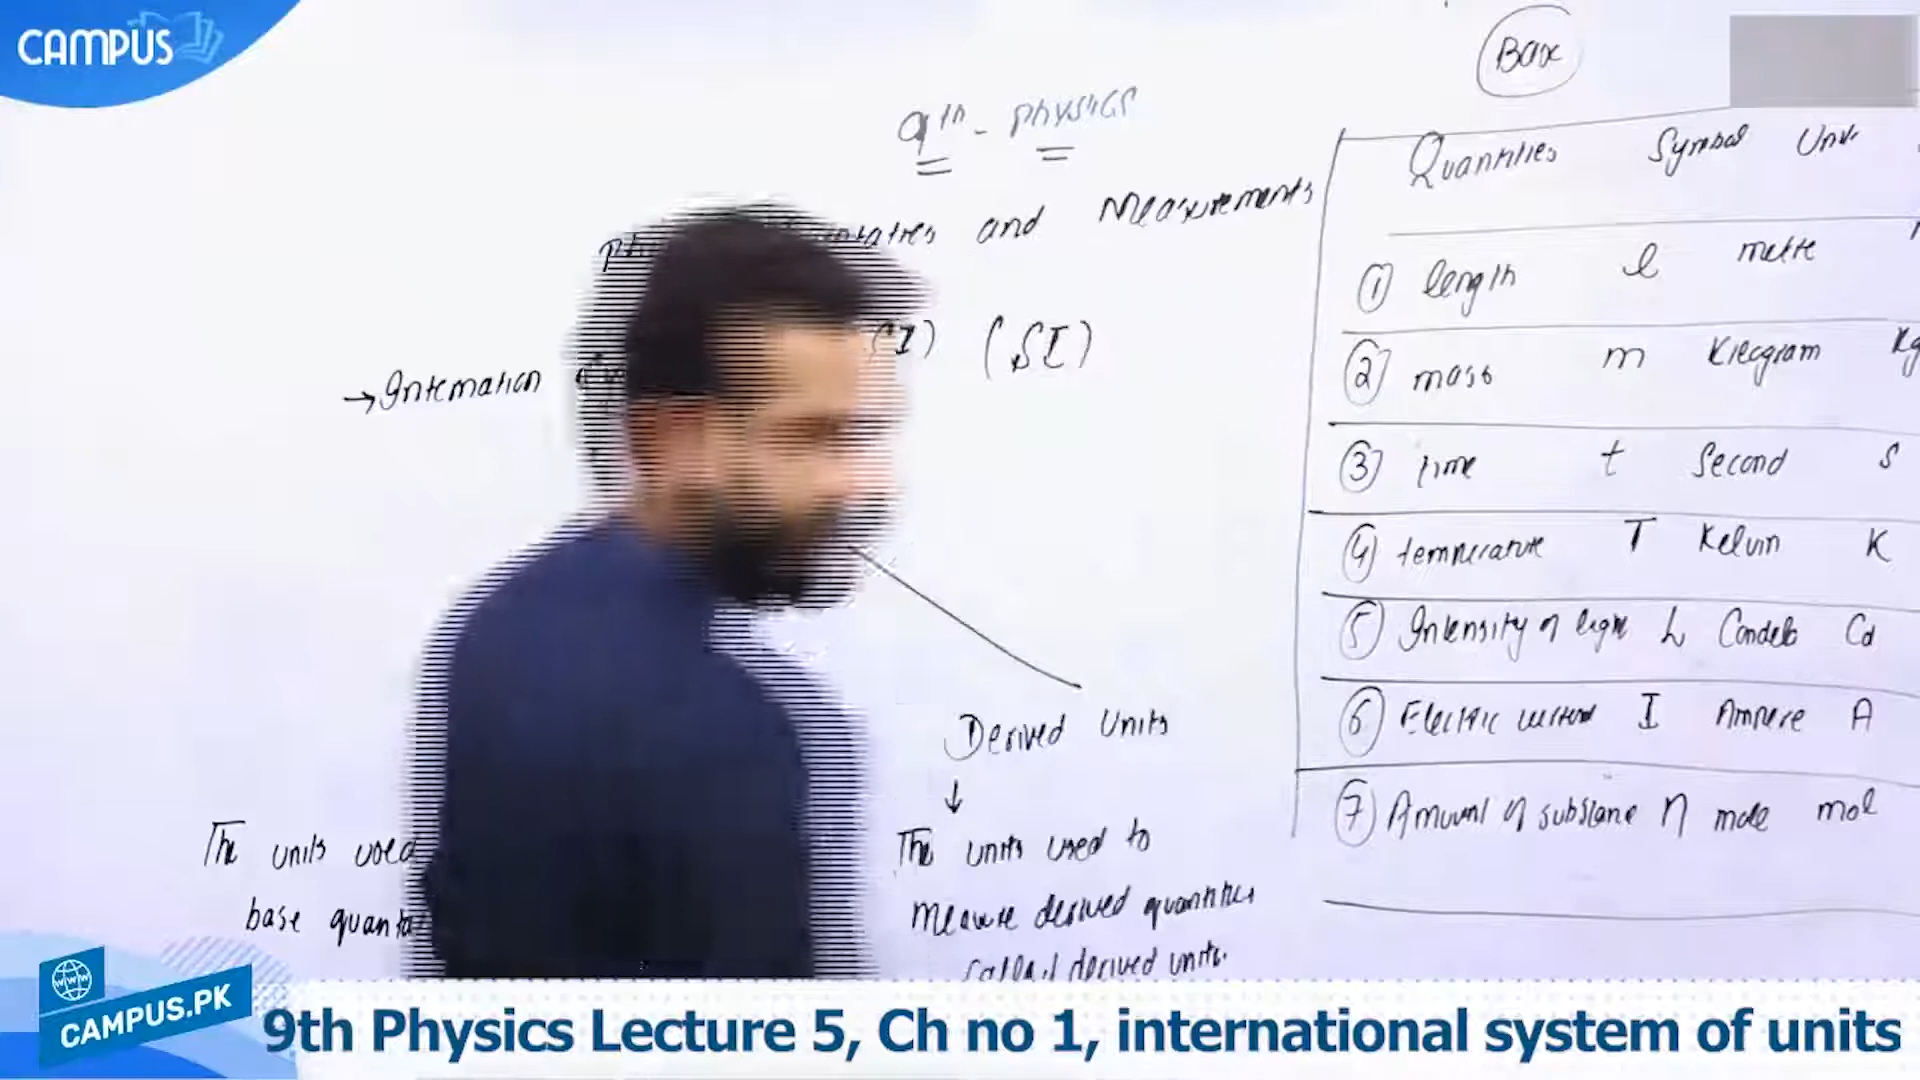 CAMPUS
Base
9th - Physics
and Measurements
→ Internation
(SI)
Quantities Symbol Unit
① length l metre
② mass m Kilogram kg
③ time t Second s
④ temperature T Kelvin K
⑤ Intensity of light L Candela Cd
⑥ Electric current I Ampere A
⑦ Amount of substance n mole mol
Derived Units
↓
The units used
base
The units used to
Measure derived quantities
called derived units.
www
CAMPUS.PK
9th Physics Lecture 5, Ch no 1, international system of units